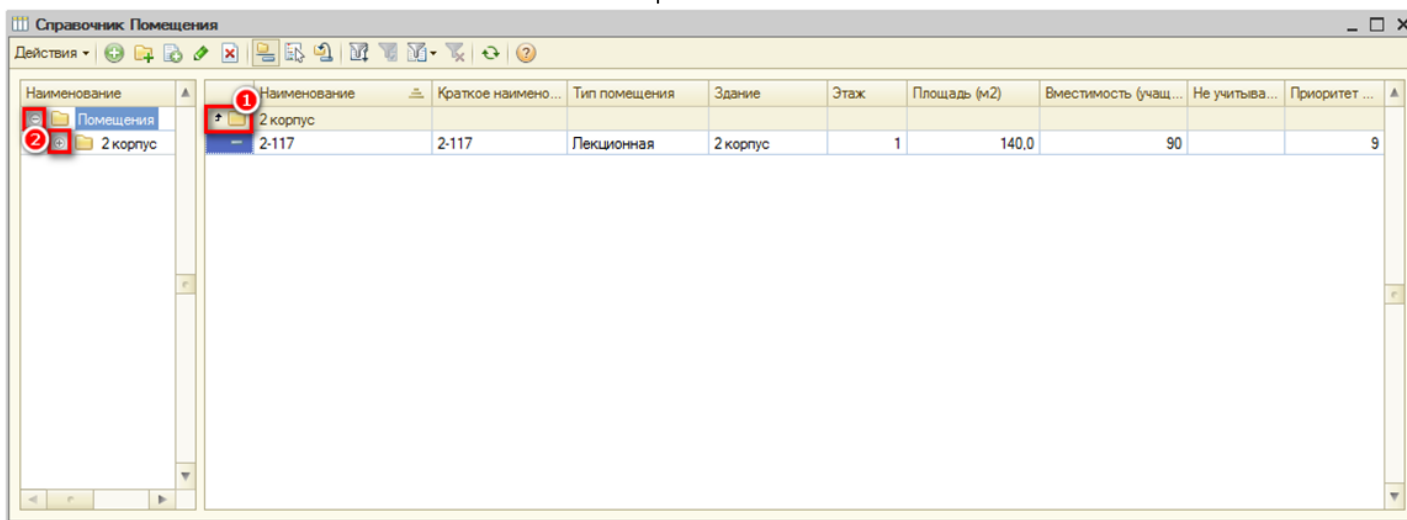 Справочник Помещения
Действия
Наименование Наименование Краткое наимено... Тип помещения Здание Этаж Площадь (м2) Вместимость (учащ... Не учитыва... Приоритет ...
1
Помещения 2 корпус
2
2 корпус 2-117 2-117 Лекционная 2 корпус 1 140,0 90 9